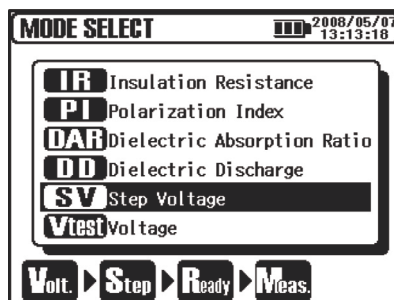 MODE SELECT 2008/05/07
13:13:18
IR Insulation Resistance
PI Polarization Index
DAR Dielectric Absorption Ratio
DD Dielectric Discharge
SV Step Voltage
Vtest Voltage
Volt. Step Ready Meas.